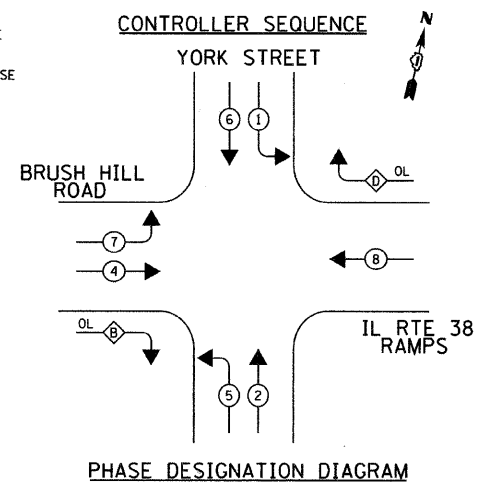 CONTROLLER SEQUENCE
E
YORK STREET
N
SE
6
1
BRUSH HILL
ROAD
D OL
7
4
8
OL B
IL RTE 38
RAMPS
5
2
PHASE DESIGNATION DIAGRAM